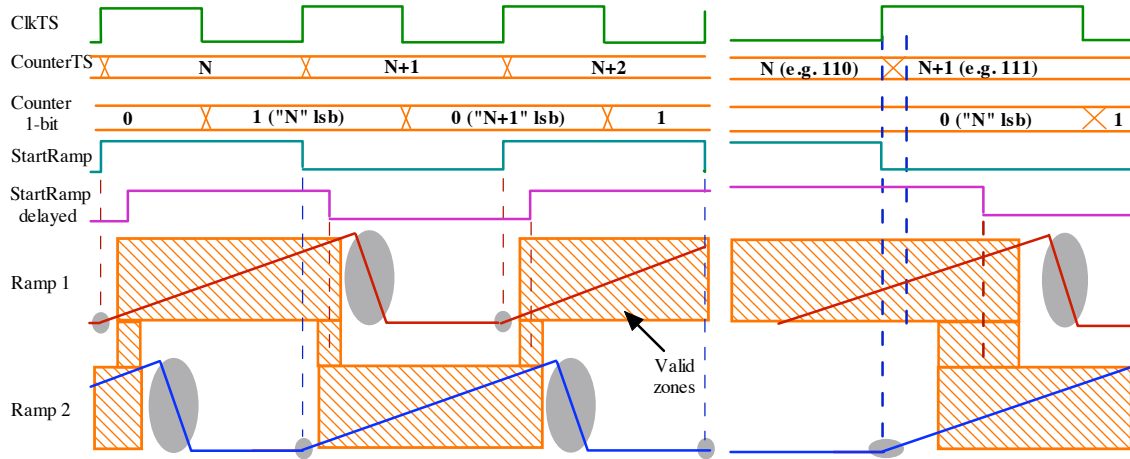 ClkTS
CounterTS
N
N+1
N+2
N (e.g. 110)
N+1 (e.g. 111)
Counter
1-bit
0
1 ("N" lsb)
0 ("N+1" lsb)
1
0 ("N" lsb)
1
StartRamp
StartRamp
delayed
Ramp 1
Valid
zones
Ramp 2